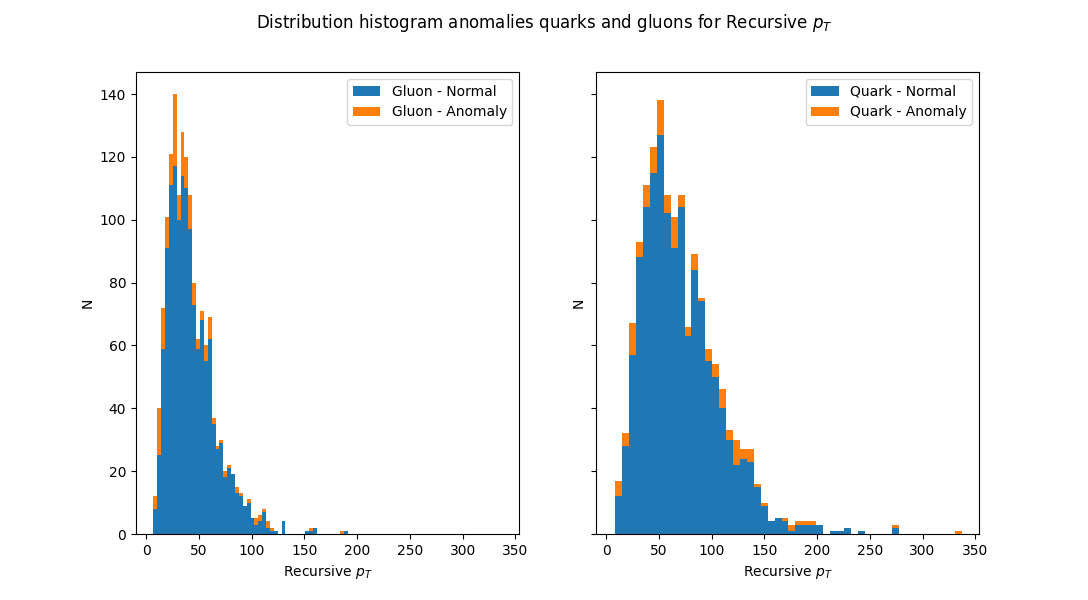 Distribution histogram anomalies quarks and gluons for Recursive $p_T$
Gluon - Normal
Gluon - Anomaly
140
120
100
80
60
40
20
0
N
0 50 100 150 200 250 300 350
Recursive $p_T$
Quark - Normal
Quark - Anomaly
N
0 50 100 150 200 250 300 350
Recursive $p_T$